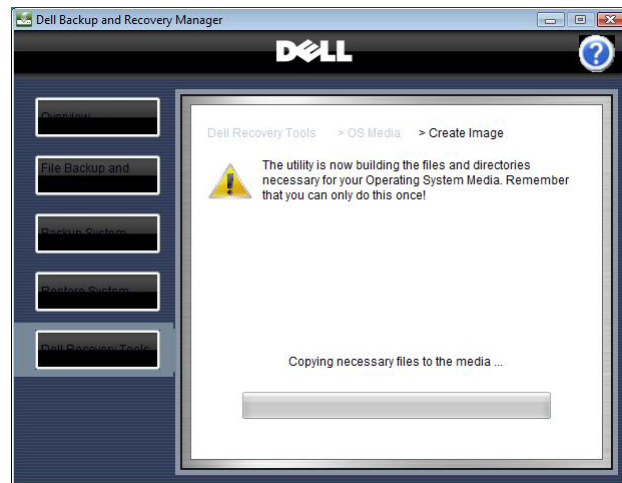 Dell Backup and Recovery Manager
DELL
?
Overview
File Backup and
Backup System
Restore System
Dell Recovery Tools
Dell Recovery Tools > OS Media > Create Image
The utility is now building the files and directories
necessary for your Operating System Media. Remember
that you can only do this once!
Copying necessary files to the media ...